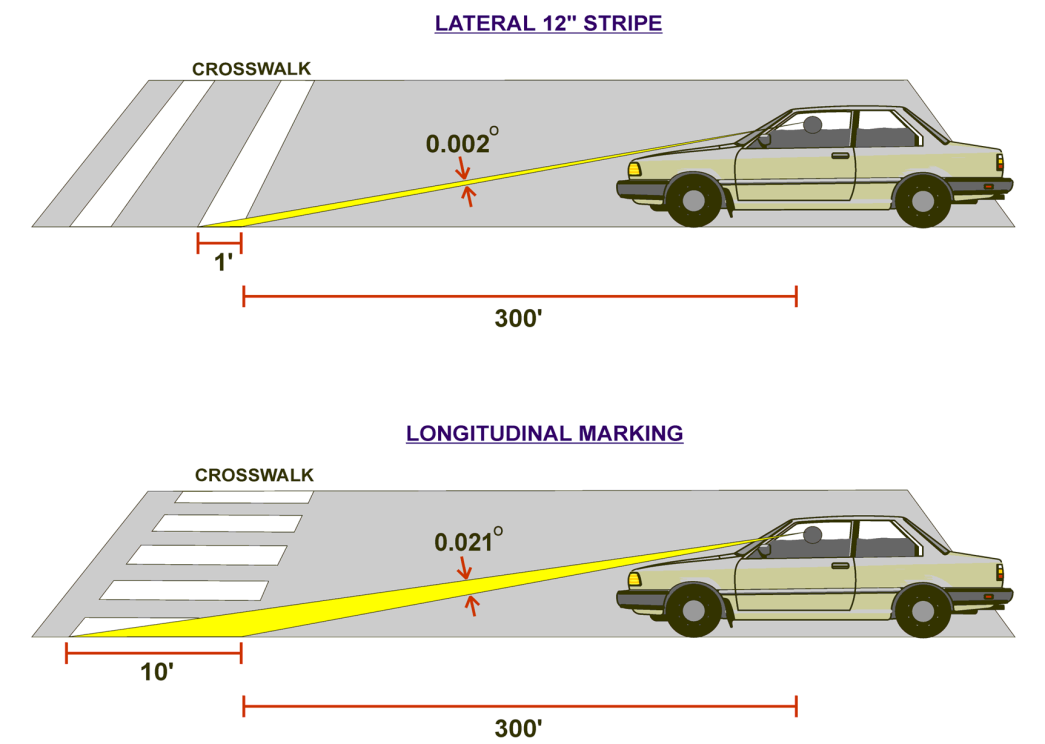 LATERAL 12" STRIPE
CROSSWALK
0.002°
1'
300'
LONGITUDINAL MARKING
CROSSWALK
0.021°
10'
300'